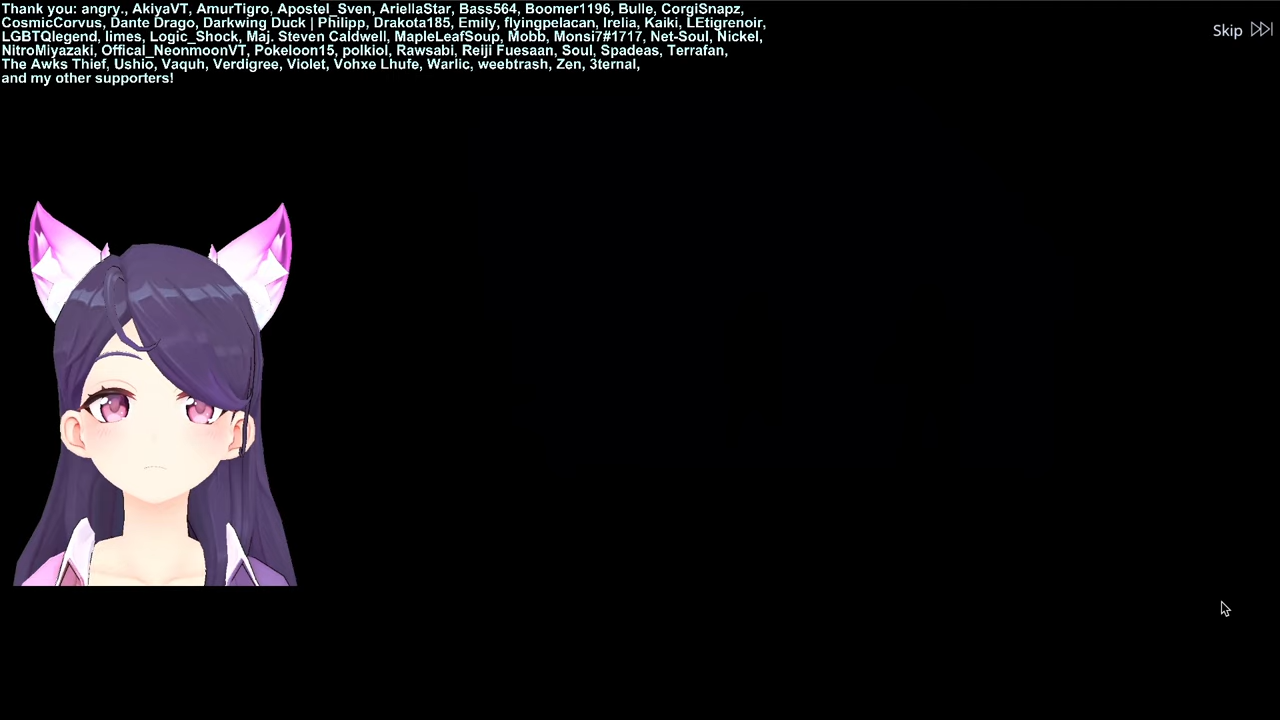 Thank you: angry., AkiyaVT, AmurTigro, Apostel_Sven, AriellaStar, Bass564, Boomer1196, Bulle, CorgiSnapz,
CosmicCorvus, Dante Drago, Darkwing Duck | Philipp, Drakota185, Emily, flyingpelacan, Irelia, Kaiki, LEtigrenoir,
LGBTQlegend, limes, Logic_Shock, Maj. Steven Caldwell, MapleLeafSoup, Mobb, Monsi7#1717, Net-Soul, Nickel,
NitroMiyazaki, Offical_NeonmoonVT, Pokeloon15, polkiol, Rawsabi, Reiji Fuesaan, Soul, Spadeas, Terrafan,
The Awks Thief, Ushio, Vaquh, Verdigree, Violet, Vohxe Lhufe, Warlic, weebtrash, Zen, 3ternal,
and my other supporters!
Skip